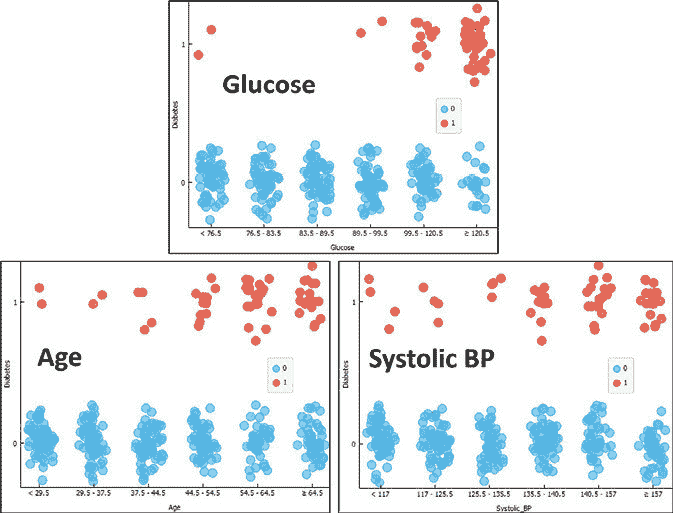 1
Diabetes
Glucose
0
1
0
< 76.5 76.5 - 83.5 83.5 - 89.5 89.5 - 99.5 99.5 - 120.5 ≥ 120.5
Glucose
1
Diabetes
Age
0
1
0
< 29.5 29.5 - 37.5 37.5 - 44.5 44.5 - 54.5 54.5 - 64.5 ≥ 64.5
Age
1
Diabetes
Systolic BP
0
1
0
< 117 117 - 125.5 125.5 - 135.5 135.5 - 140.5 140.5 - 157 ≥ 157
Systolic_BP